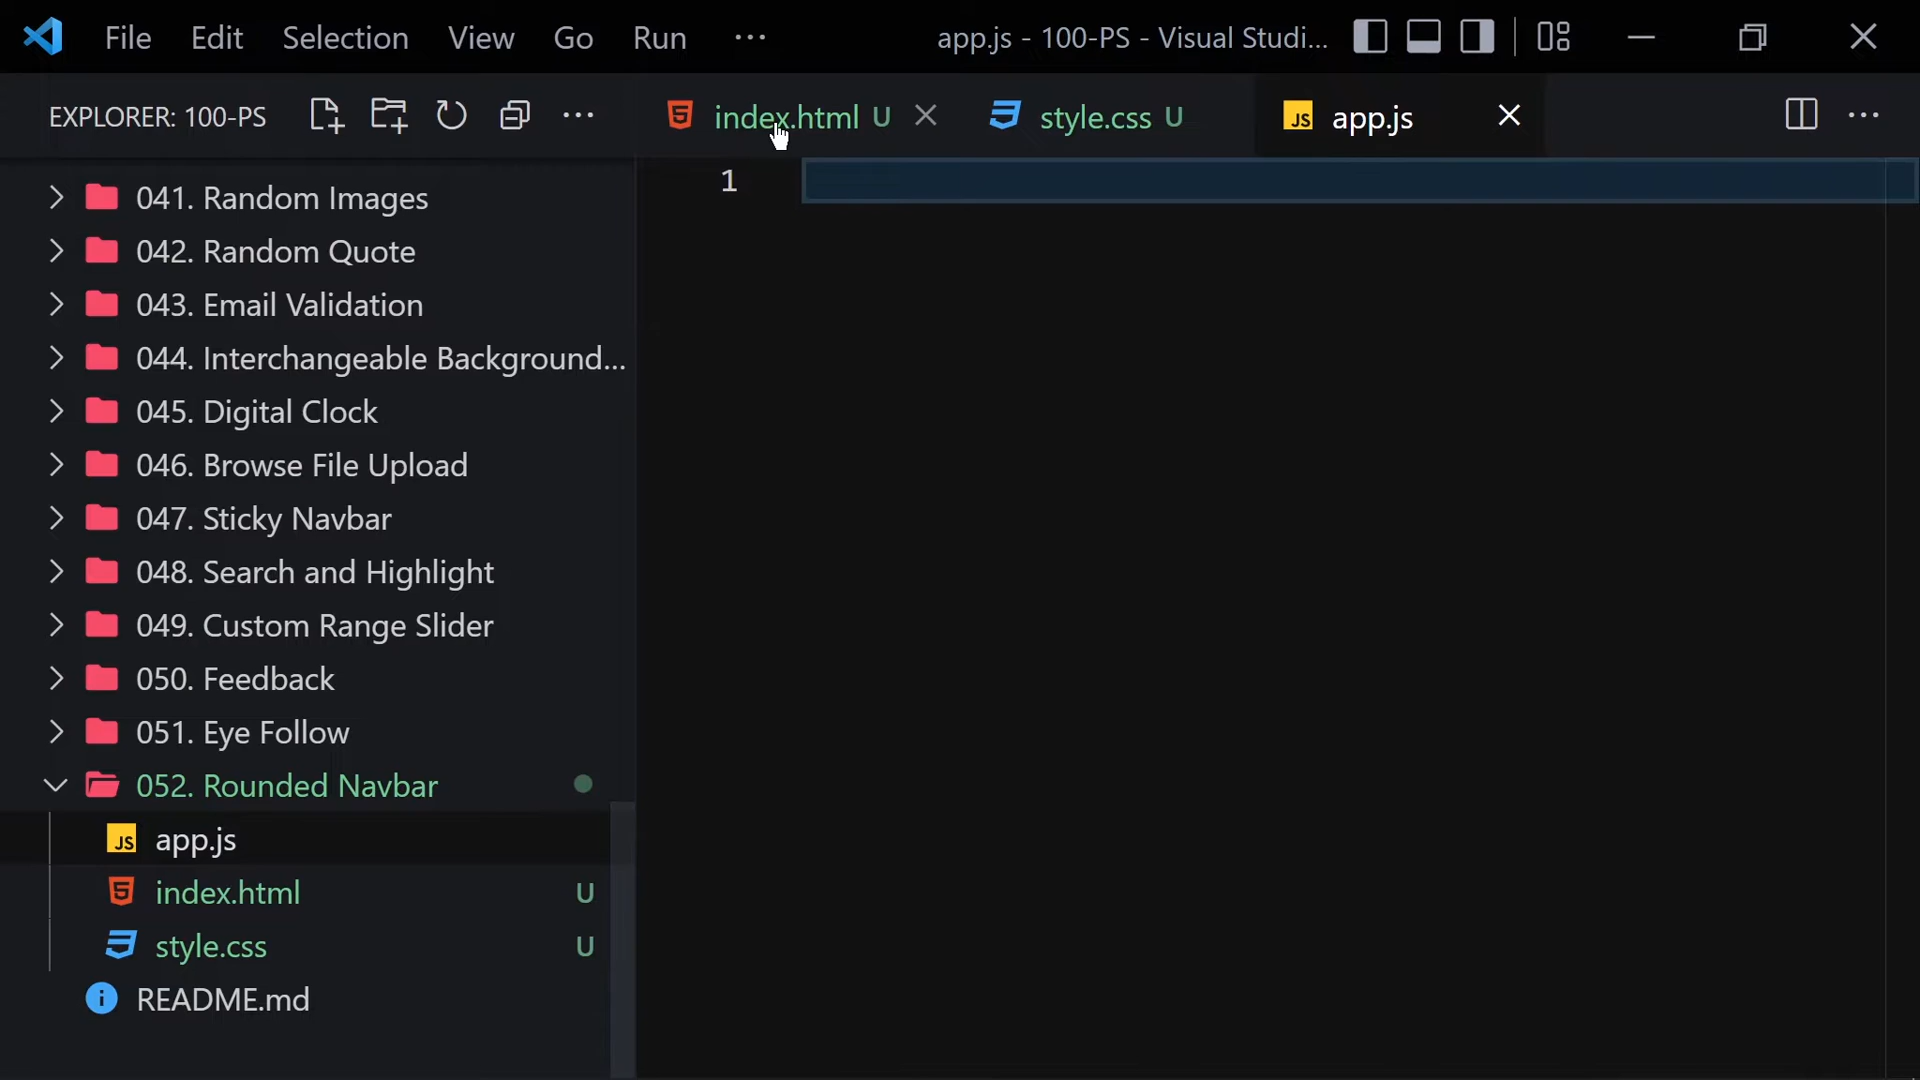 File Edit Selection View Go Run ··· app.js - 100-PS - Visual Studi...
EXPLORER: 100-PS ··· index.html U style.css U JS app.js ···
041. Random Images
1
042. Random Quote
043. Email Validation
044. Interchangeable Background...
045. Digital Clock
046. Browse File Upload
047. Sticky Navbar
048. Search and Highlight
049. Custom Range Slider
050. Feedback
051. Eye Follow
052. Rounded Navbar
JS app.js
index.html U
style.css U
README.md